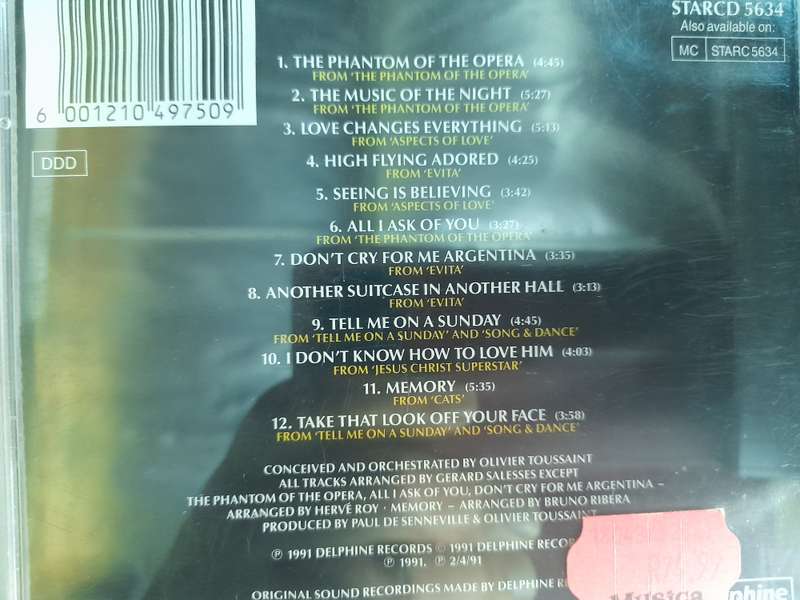 STARCD 5634
Also available on:
MC STARC 5634
6 001210 497509
DDD
1. THE PHANTOM OF THE OPERA (4:45)
FROM 'THE PHANTOM OF THE OPERA'
2. THE MUSIC OF THE NIGHT (5:27)
FROM 'THE PHANTOM OF THE OPERA'
3. LOVE CHANGES EVERYTHING (5:13)
FROM 'ASPECTS OF LOVE'
4. HIGH FLYING ADORED (4:25)
FROM 'EVITA'
5. SEEING IS BELIEVING (3:42)
FROM 'ASPECTS OF LOVE'
6. ALL I ASK OF YOU (3:27)
FROM 'THE PHANTOM OF THE OPERA'
7. DON'T CRY FOR ME ARGENTINA (3:35)
FROM 'EVITA'
8. ANOTHER SUITCASE IN ANOTHER HALL (3:13)
FROM 'EVITA'
9. TELL ME ON A SUNDAY (4:45)
FROM 'TELL ME ON A SUNDAY' AND 'SONG & DANCE'
10. I DON'T KNOW HOW TO LOVE HIM (4:03)
FROM 'JESUS CHRIST SUPERSTAR'
11. MEMORY (5:35)
FROM 'CATS'
12. TAKE THAT LOOK OFF YOUR FACE (3:58)
FROM 'TELL ME ON A SUNDAY' AND 'SONG & DANCE'
CONCEIVED AND ORCHESTRATED BY OLIVIER TOUSSAINT
ALL TRACKS ARRANGED BY GERARD SALESSES EXCEPT
THE PHANTOM OF THE OPERA, ALL I ASK OF YOU, DON'T CRY FOR ME ARGENTINA –
ARRANGED BY HERVÉ ROY · MEMORY – ARRANGED BY BRUNO RIBERA
PRODUCED BY PAUL DE SENNEVILLE & OLIVIER TOUSSAINT
℗ 1991 DELPHINE RECORDS © 1991 DELPHINE RECO
℗ 1991. ℗ 2/4/91
ORIGINAL SOUND RECORDINGS MADE BY DELPHINE
Musica
phine